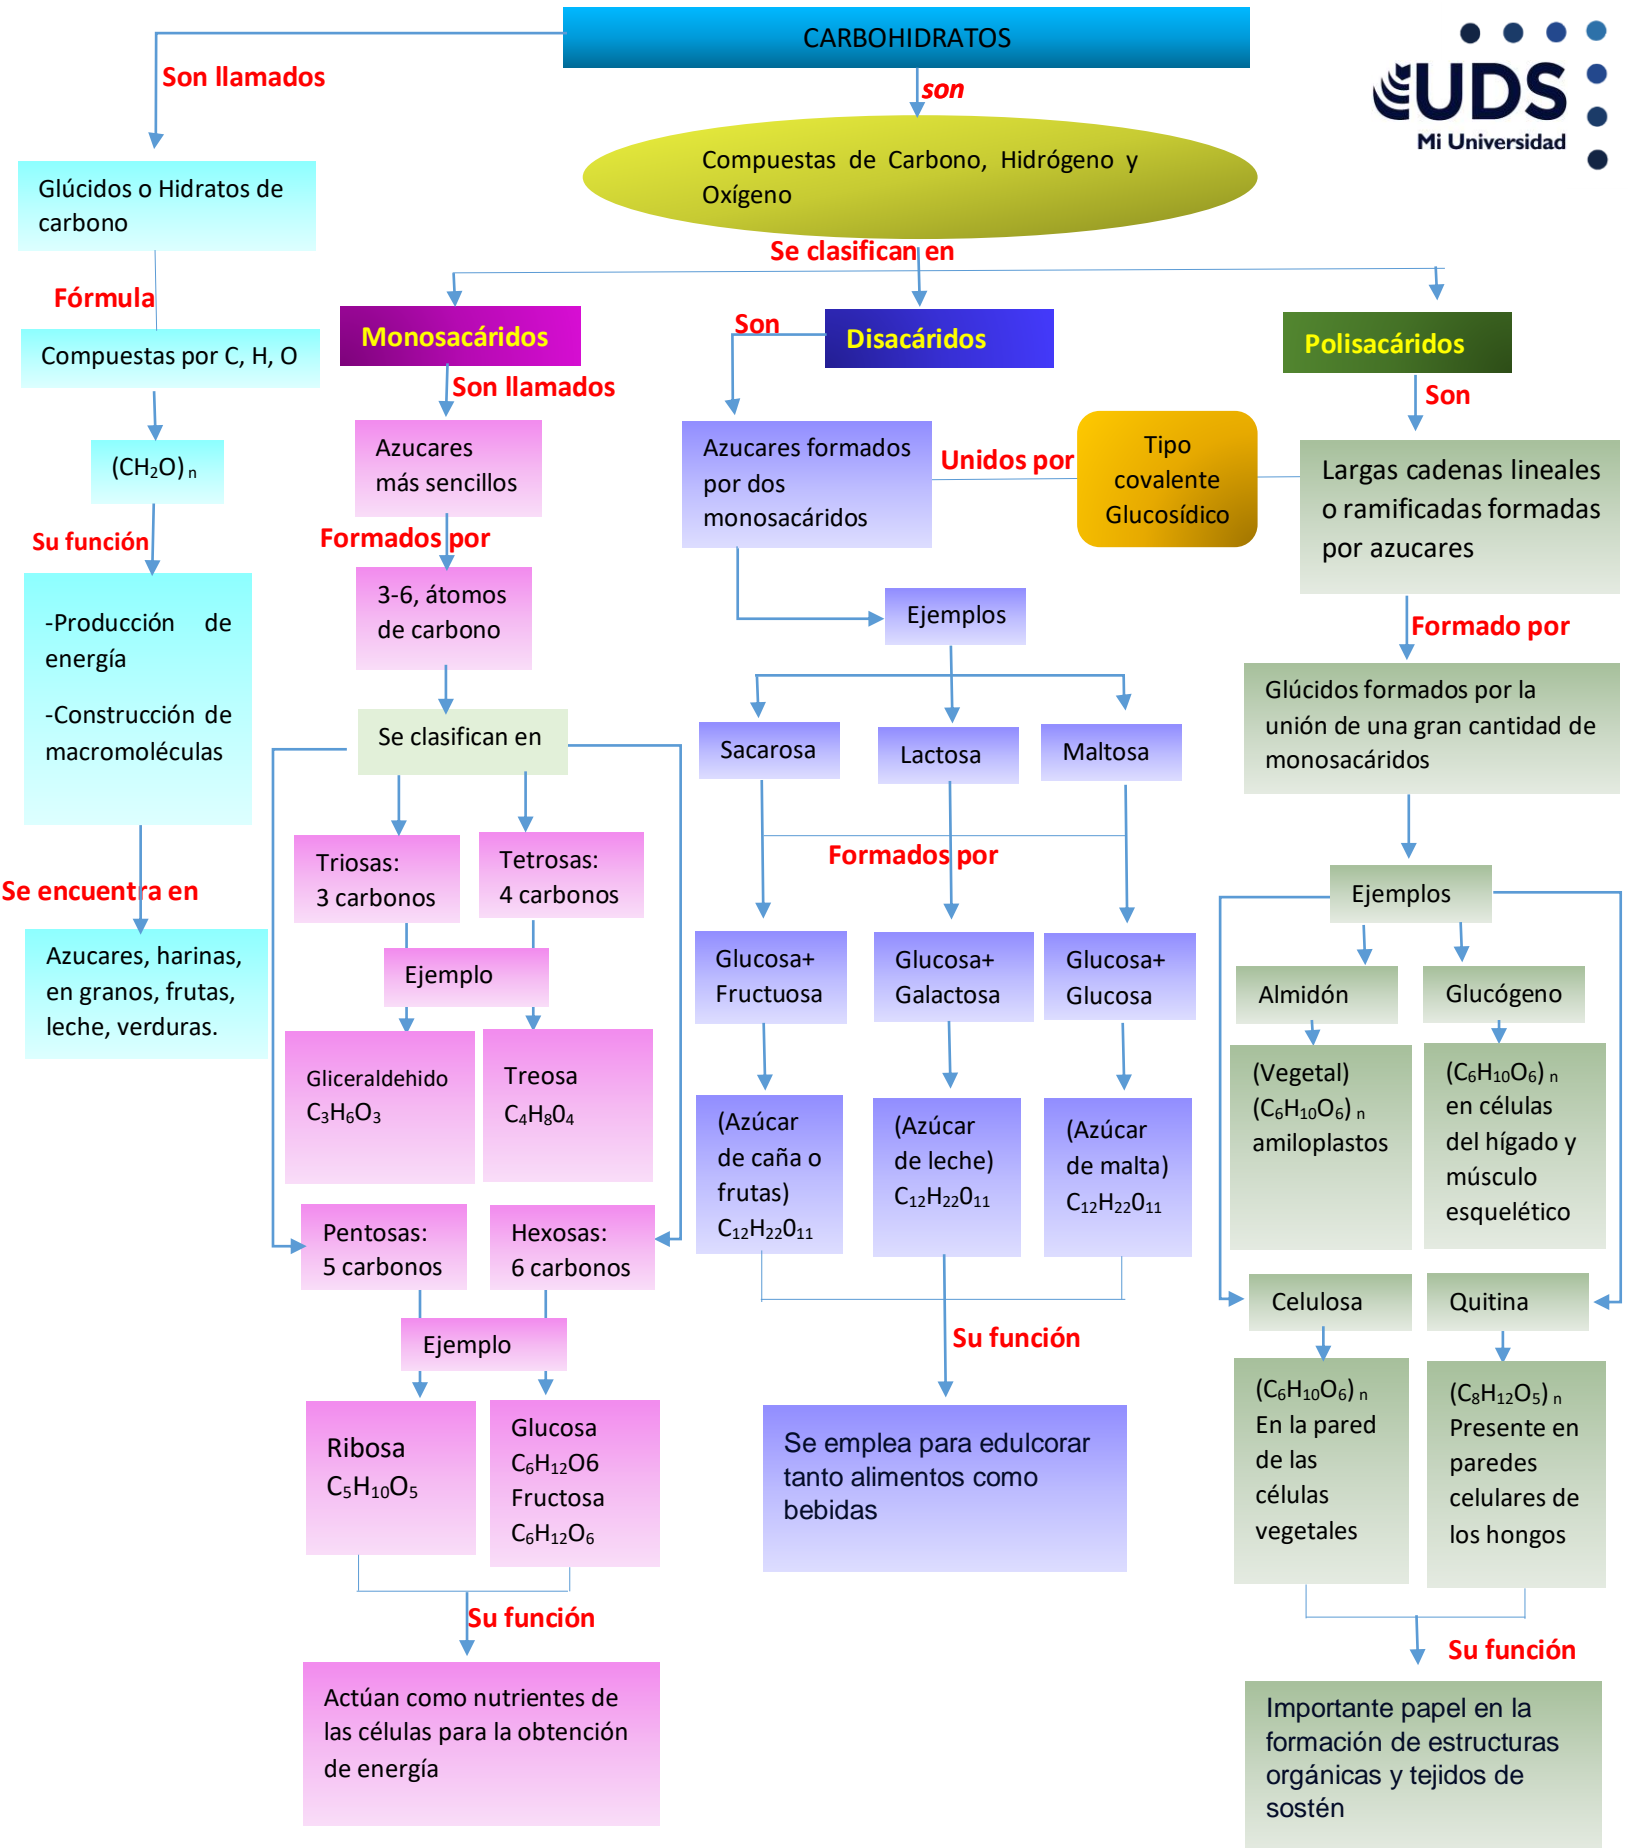 CARBOHIDRATOS
UDS
Mi Universidad
Son llamados
son
Compuestas de Carbono, Hidrógeno y
Oxígeno
Glúcidos o Hidratos de
carbono
Se clasifican en
Fórmula
Compuestas por C, H, O
(CH₂O) ₙ
Su función
-Producción de
energía
-Construcción de
macromoléculas
Se encuentra en
Azucares, harinas,
en granos, frutas,
leche, verduras.
Monosacáridos
Son llamados
Azucares
más sencillos
Formados por
3-6, átomos
de carbono
Se clasifican en
Triosas:
3 carbonos
Tetrosas:
4 carbonos
Ejemplo
Gliceraldehido
C₃H₆O₃
Treosa
C₄H₈0₄
Pentosas:
5 carbonos
Hexosas:
6 carbonos
Ejemplo
Ribosa
C₅H₁₀O₅
Glucosa
C₆H₁₂O6
Fructosa
C₆H₁₂O₆
Su función
Actúan como nutrientes de
las células para la obtención
de energía
Disacáridos
Son
Azucares formados
por dos
monosacáridos
Unidos por
Tipo
covalente
Glucosídico
Ejemplos
Sacarosa
Lactosa
Maltosa
Formados por
Glucosa+
Fructuosa
Glucosa+
Galactosa
Glucosa+
Glucosa
(Azúcar
de caña o
frutas)
C₁₂H₂₂0₁₁
(Azúcar
de leche)
C₁₂H₂₂0₁₁
(Azúcar
de malta)
C₁₂H₂₂0₁₁
Su función
Se emplea para edulcorar
tanto alimentos como
bebidas
Polisacáridos
Son
Largas cadenas lineales
o ramificadas formadas
por azucares
Formado por
Glúcidos formados por la
unión de una gran cantidad de
monosacáridos
Ejemplos
Almidón
Glucógeno
(Vegetal)
(C₆H₁₀O₆) ₙ
amiloplastos
(C₆H₁₀O₆) ₙ
en células
del hígado y
músculo
esquelético
Celulosa
Quitina
(C₆H₁₀O₆) ₙ
En la pared
de las
células
vegetales
(C₈H₁₂O₅) ₙ
Presente en
paredes
celulares de
los hongos
Su función
Importante papel en la
formación de estructuras
orgánicas y tejidos de
sostén